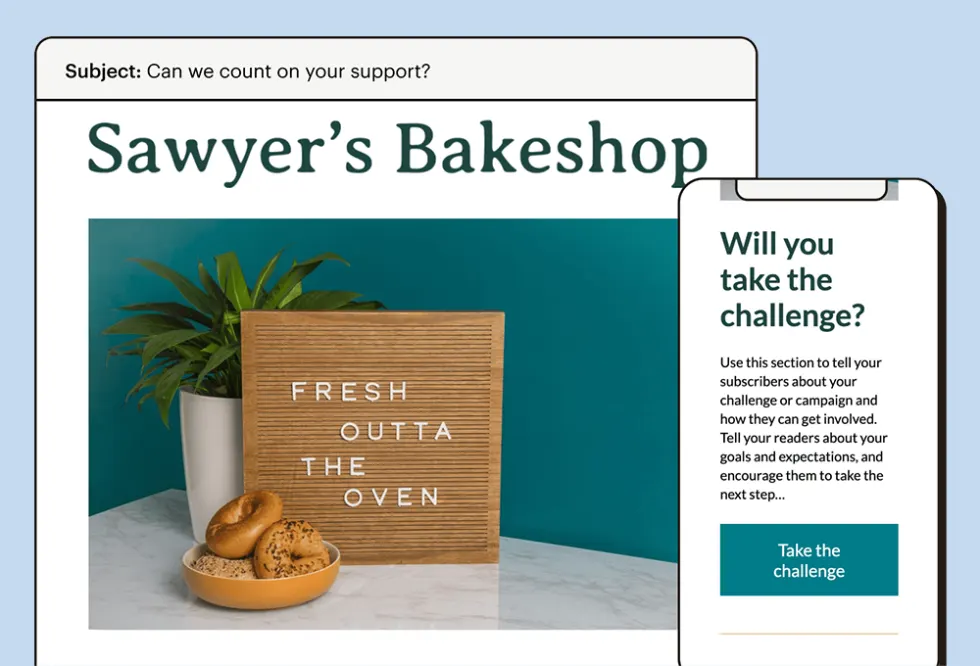 Subject: Can we count on your support?
Sawyer’s Bakeshop
FRESH
OUTTA
THE
OVEN
Will you
take the
challenge?
Use this section to tell your
subscribers about your
challenge or campaign and
how they can get involved.
Tell your readers about your
goals and expectations, and
encourage them to take the
next step...
Take the
challenge